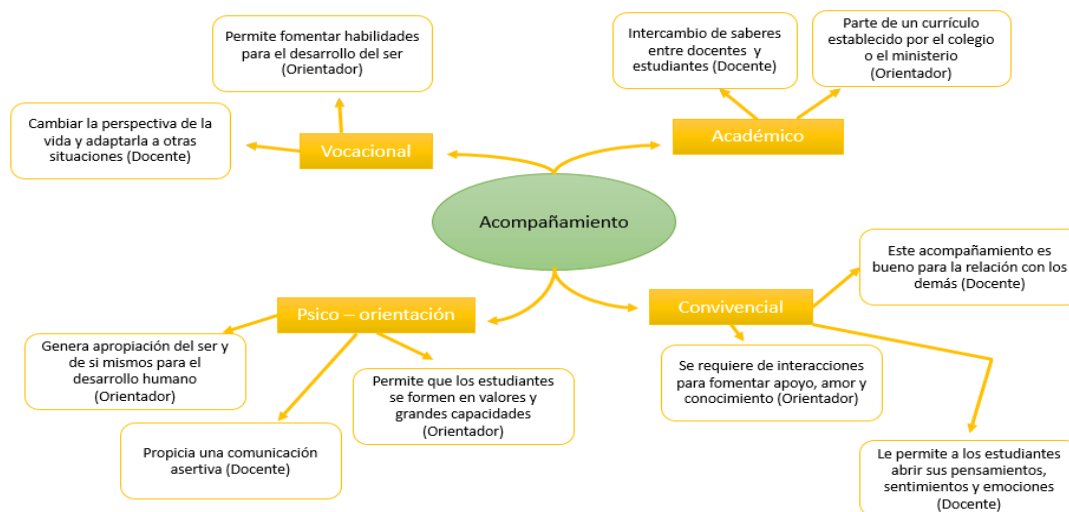 Permite fomentar habilidades
para el desarrollo del ser
(Orientador)
Cambiar la perspectiva de la
vida y adaptarla a otras
situaciones (Docente)
Vocacional
Intercambio de saberes
entre docentes y
estudiantes (Docente)
Parte de un currículo
establecido por el colegio
o el ministerio
(Orientador)
Académico
Acompañamiento
Psico – orientación
Genera apropiación del ser y
de si mismos para el
desarrollo humano
(Orientador)
Propicia una comunicación
asertiva (Docente)
Permite que los estudiantes
se formen en valores y
grandes capacidades
(Orientador)
Convivencial
Este acompañamiento es
bueno para la relación con los
demás (Docente)
Se requiere de interacciones
para fomentar apoyo, amor y
conocimiento (Orientador)
Le permite a los estudiantes
abrir sus pensamientos,
sentimientos y emociones
(Docente)